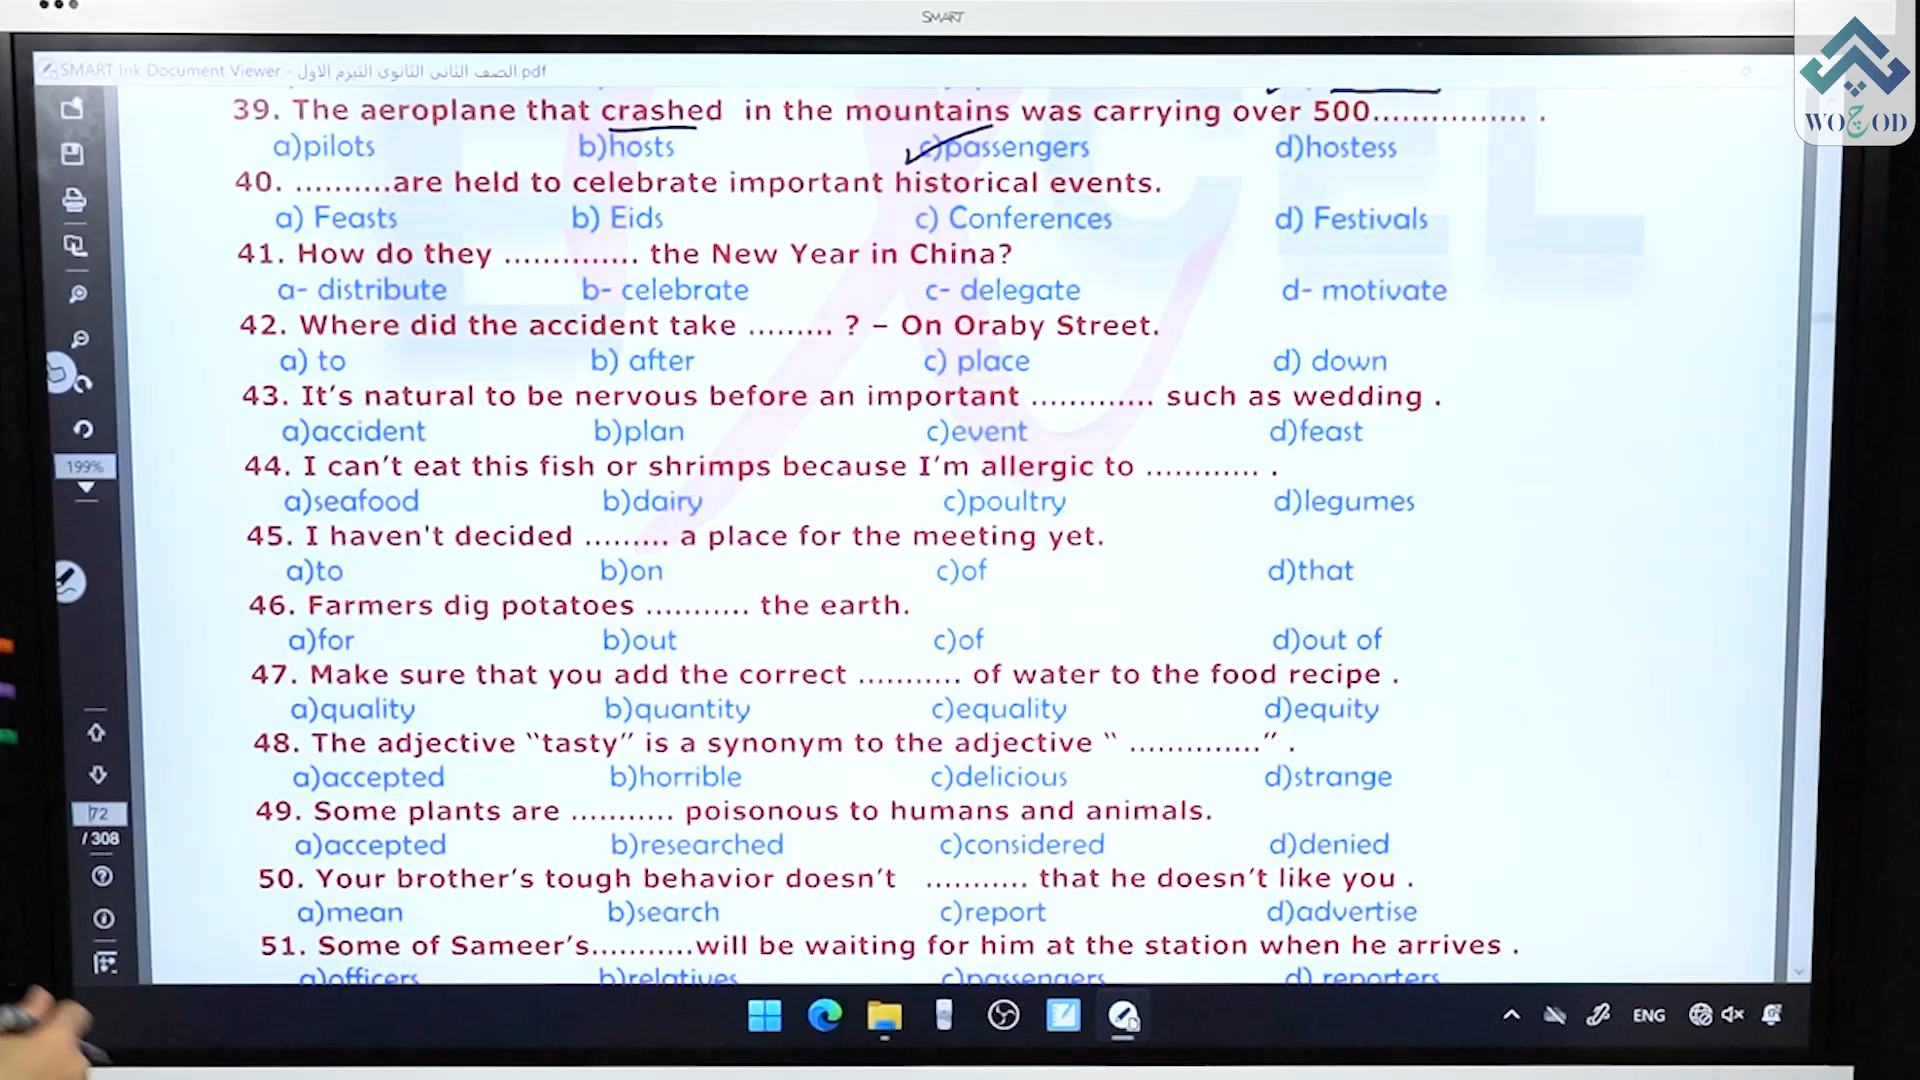 SMART
SMART Ink Document Viewer - الصف الثانى الثانوى التيرم الاول.pdf
WOچOD
39. The aeroplane that crashed in the mountains was carrying over 500................ .
a)pilots b)hosts c)passengers d)hostess
40. ..........are held to celebrate important historical events.
a) Feasts b) Eids c) Conferences d) Festivals
41. How do they .............. the New Year in China?
a- distribute b- celebrate c- delegate d- motivate
42. Where did the accident take ......... ? – On Oraby Street.
a) to b) after c) place d) down
43. It’s natural to be nervous before an important ............. such as wedding .
a)accident b)plan c)event d)feast
44. I can’t eat this fish or shrimps because I’m allergic to ............ .
a)seafood b)dairy c)poultry d)legumes
45. I haven't decided ......... a place for the meeting yet.
a)to b)on c)of d)that
46. Farmers dig potatoes ........... the earth.
a)for b)out c)of d)out of
47. Make sure that you add the correct ........... of water to the food recipe .
a)quality b)quantity c)equality d)equity
48. The adjective “tasty” is a synonym to the adjective “ ..............” .
a)accepted b)horrible c)delicious d)strange
49. Some plants are ........... poisonous to humans and animals.
a)accepted b)researched c)considered d)denied
50. Your brother’s tough behavior doesn’t ........... that he doesn’t like you .
a)mean b)search c)report d)advertise
51. Some of Sameer’s...........will be waiting for him at the station when he arrives .
a)officers b)relatives c)passengers d) reporters
199%
72
/ 308
ENG